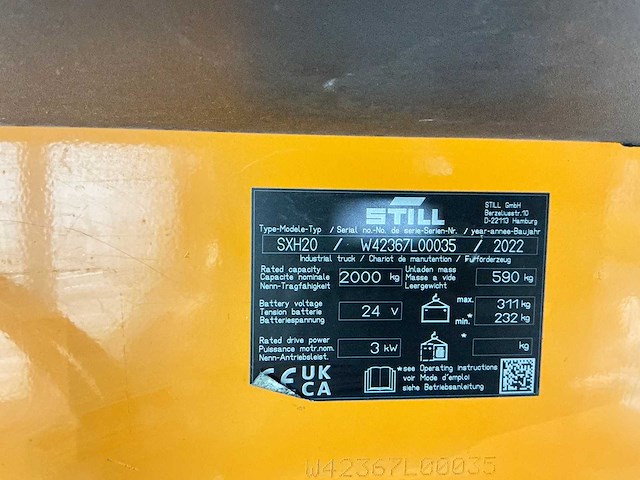 STILL
STILL GmbH
Berzeliusstr.10
D-22113 Hamburg
Type-Modele-Typ / Serial no.-No. de serie-Serien-Nr. / year-annee-Baujahr
SXH20 / W42367L00035 / 2022
Industrial truck / Chariot de manutention / Fufförderzeug
Rated capacity
Capacite nominale
Nenn-Tragfähigkeit
2000 kg
Unladen mass
Masse a vide
Leergewicht
590 kg
Battery voltage
Tension batterie
Batteriespannung
24 V
max. 311 kg
min.* 232 kg
Rated drive power
Puissance motr.nom.
Nenn-Antriebsleist.
3 kW
* kg
CE UK
CA
*see Operating instructions
voir Mode d'emploi
siehe Betriebsanleitung
W42367L00035